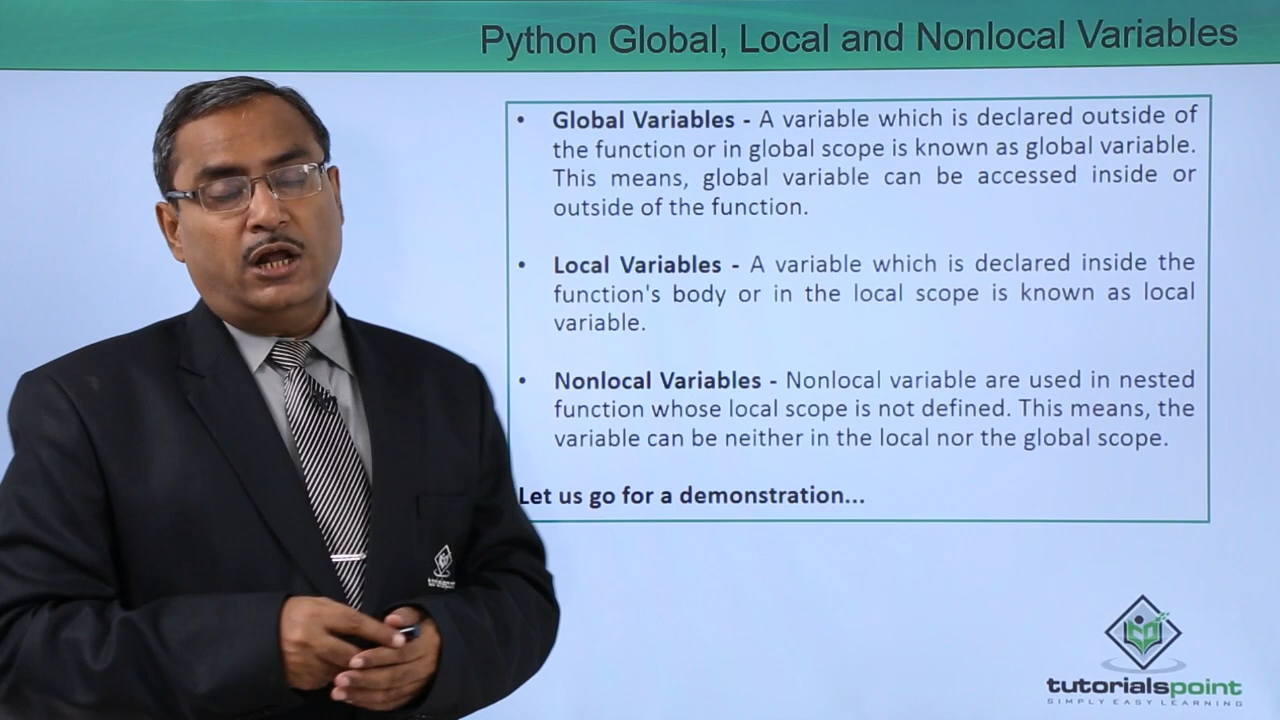 Python Global, Local and Nonlocal Variables
• Global Variables - A variable which is declared outside of
the function or in global scope is known as global variable.
This means, global variable can be accessed inside or
outside of the function.
• Local Variables - A variable which is declared inside the
function's body or in the local scope is known as local
variable.
• Nonlocal Variables - Nonlocal variable are used in nested
function whose local scope is not defined. This means, the
variable can be neither in the local nor the global scope.
Let us go for a demonstration...
tutorialspoint
SIMPLY EASY LEARNING